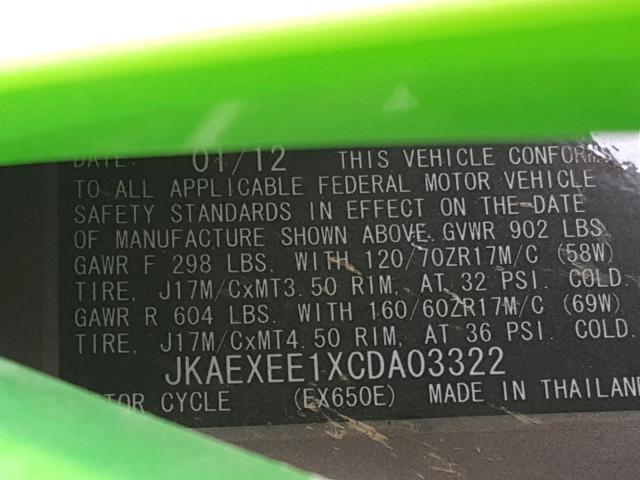 DATE: 01/12 THIS VEHICLE CONFORMS
TO ALL APPLICABLE FEDERAL MOTOR VEHICLE
SAFETY STANDARDS IN EFFECT ON THE DATE
OF MANUFACTURE SHOWN ABOVE. GVWR 902 LBS.
GAWR F 298 LBS. WITH 120/70ZR17M/C (58W)
TIRE, J17M/CxMT3.50 RIM, AT 32 PSI. COLD.
GAWR R 604 LBS. WITH 160/60ZR17M/C (69W)
TIRE, J17M/CxMT4.50 RIM, AT 36 PSI. COLD.
JKAEXEE1XCDA03322
TOR CYCLE (EX650E) MADE IN THAILAN